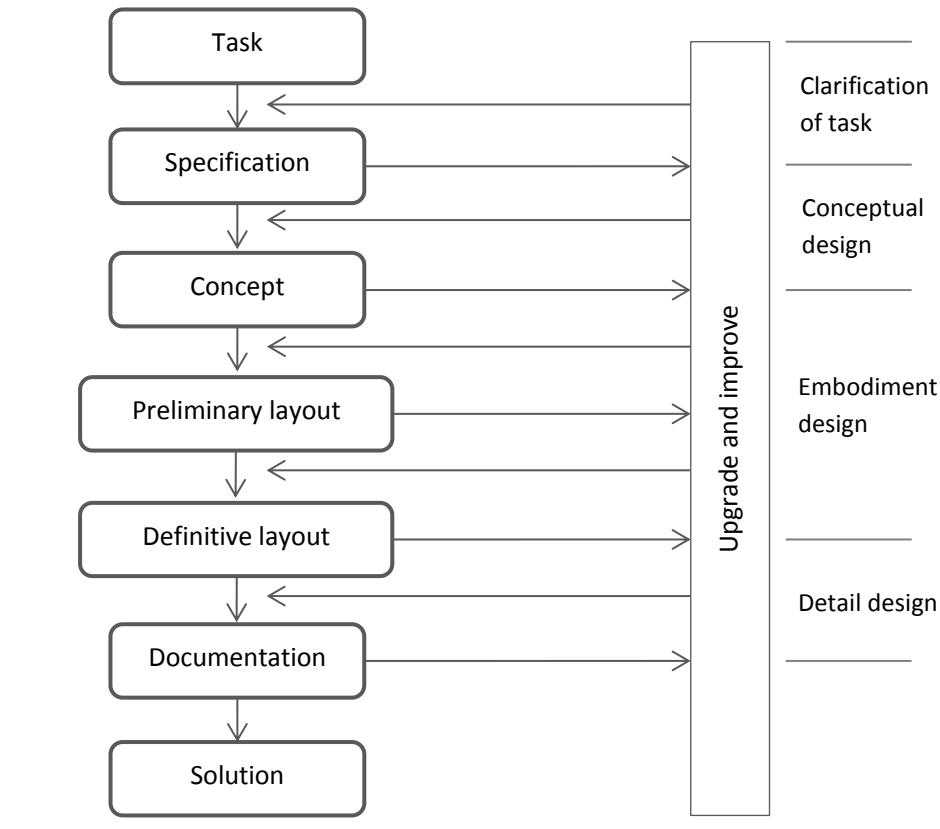 Task
Specification
Concept
Preliminary layout
Definitive layout
Documentation
Solution
Upgrade and improve
Clarification
of task
Conceptual
design
Embodiment
design
Detail design